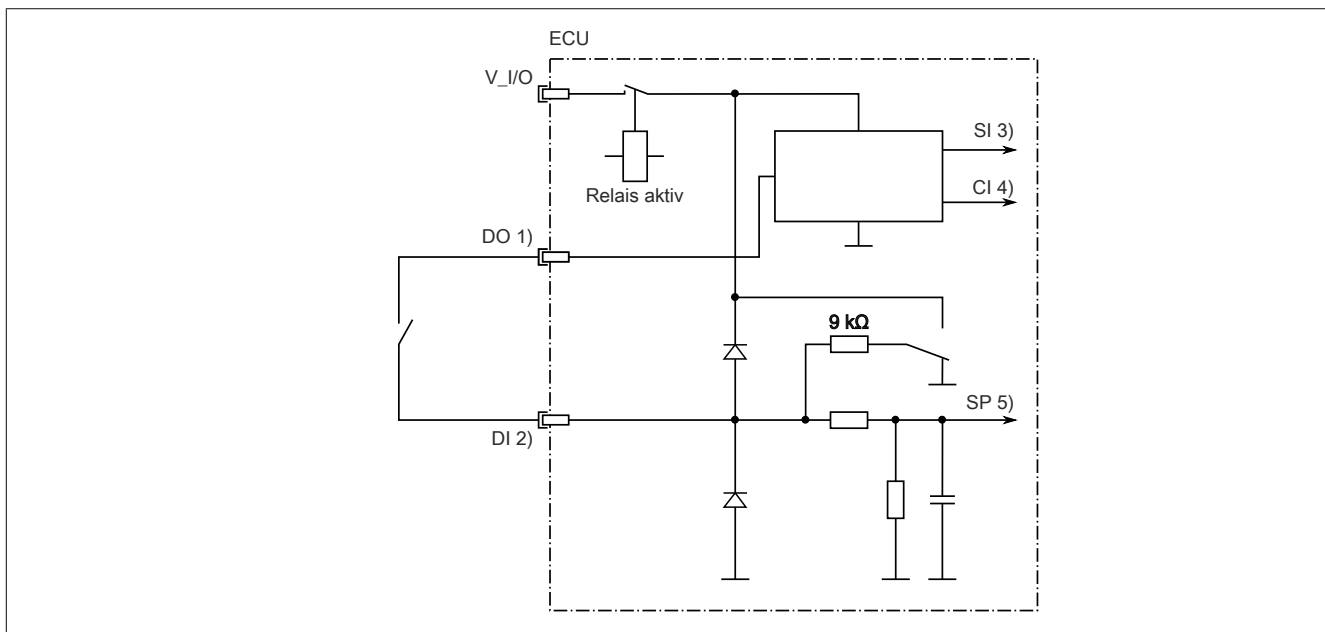 ECU
V_I/O
SI 3)
CI 4)
Relais aktiv
DO 1)
9 kΩ
SP 5)
DI 2)